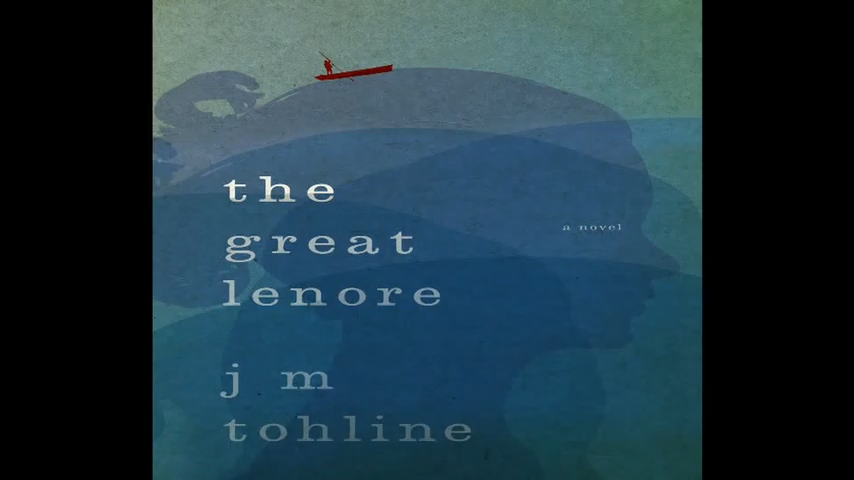 the
great
a novel
lenore
j m
tohline